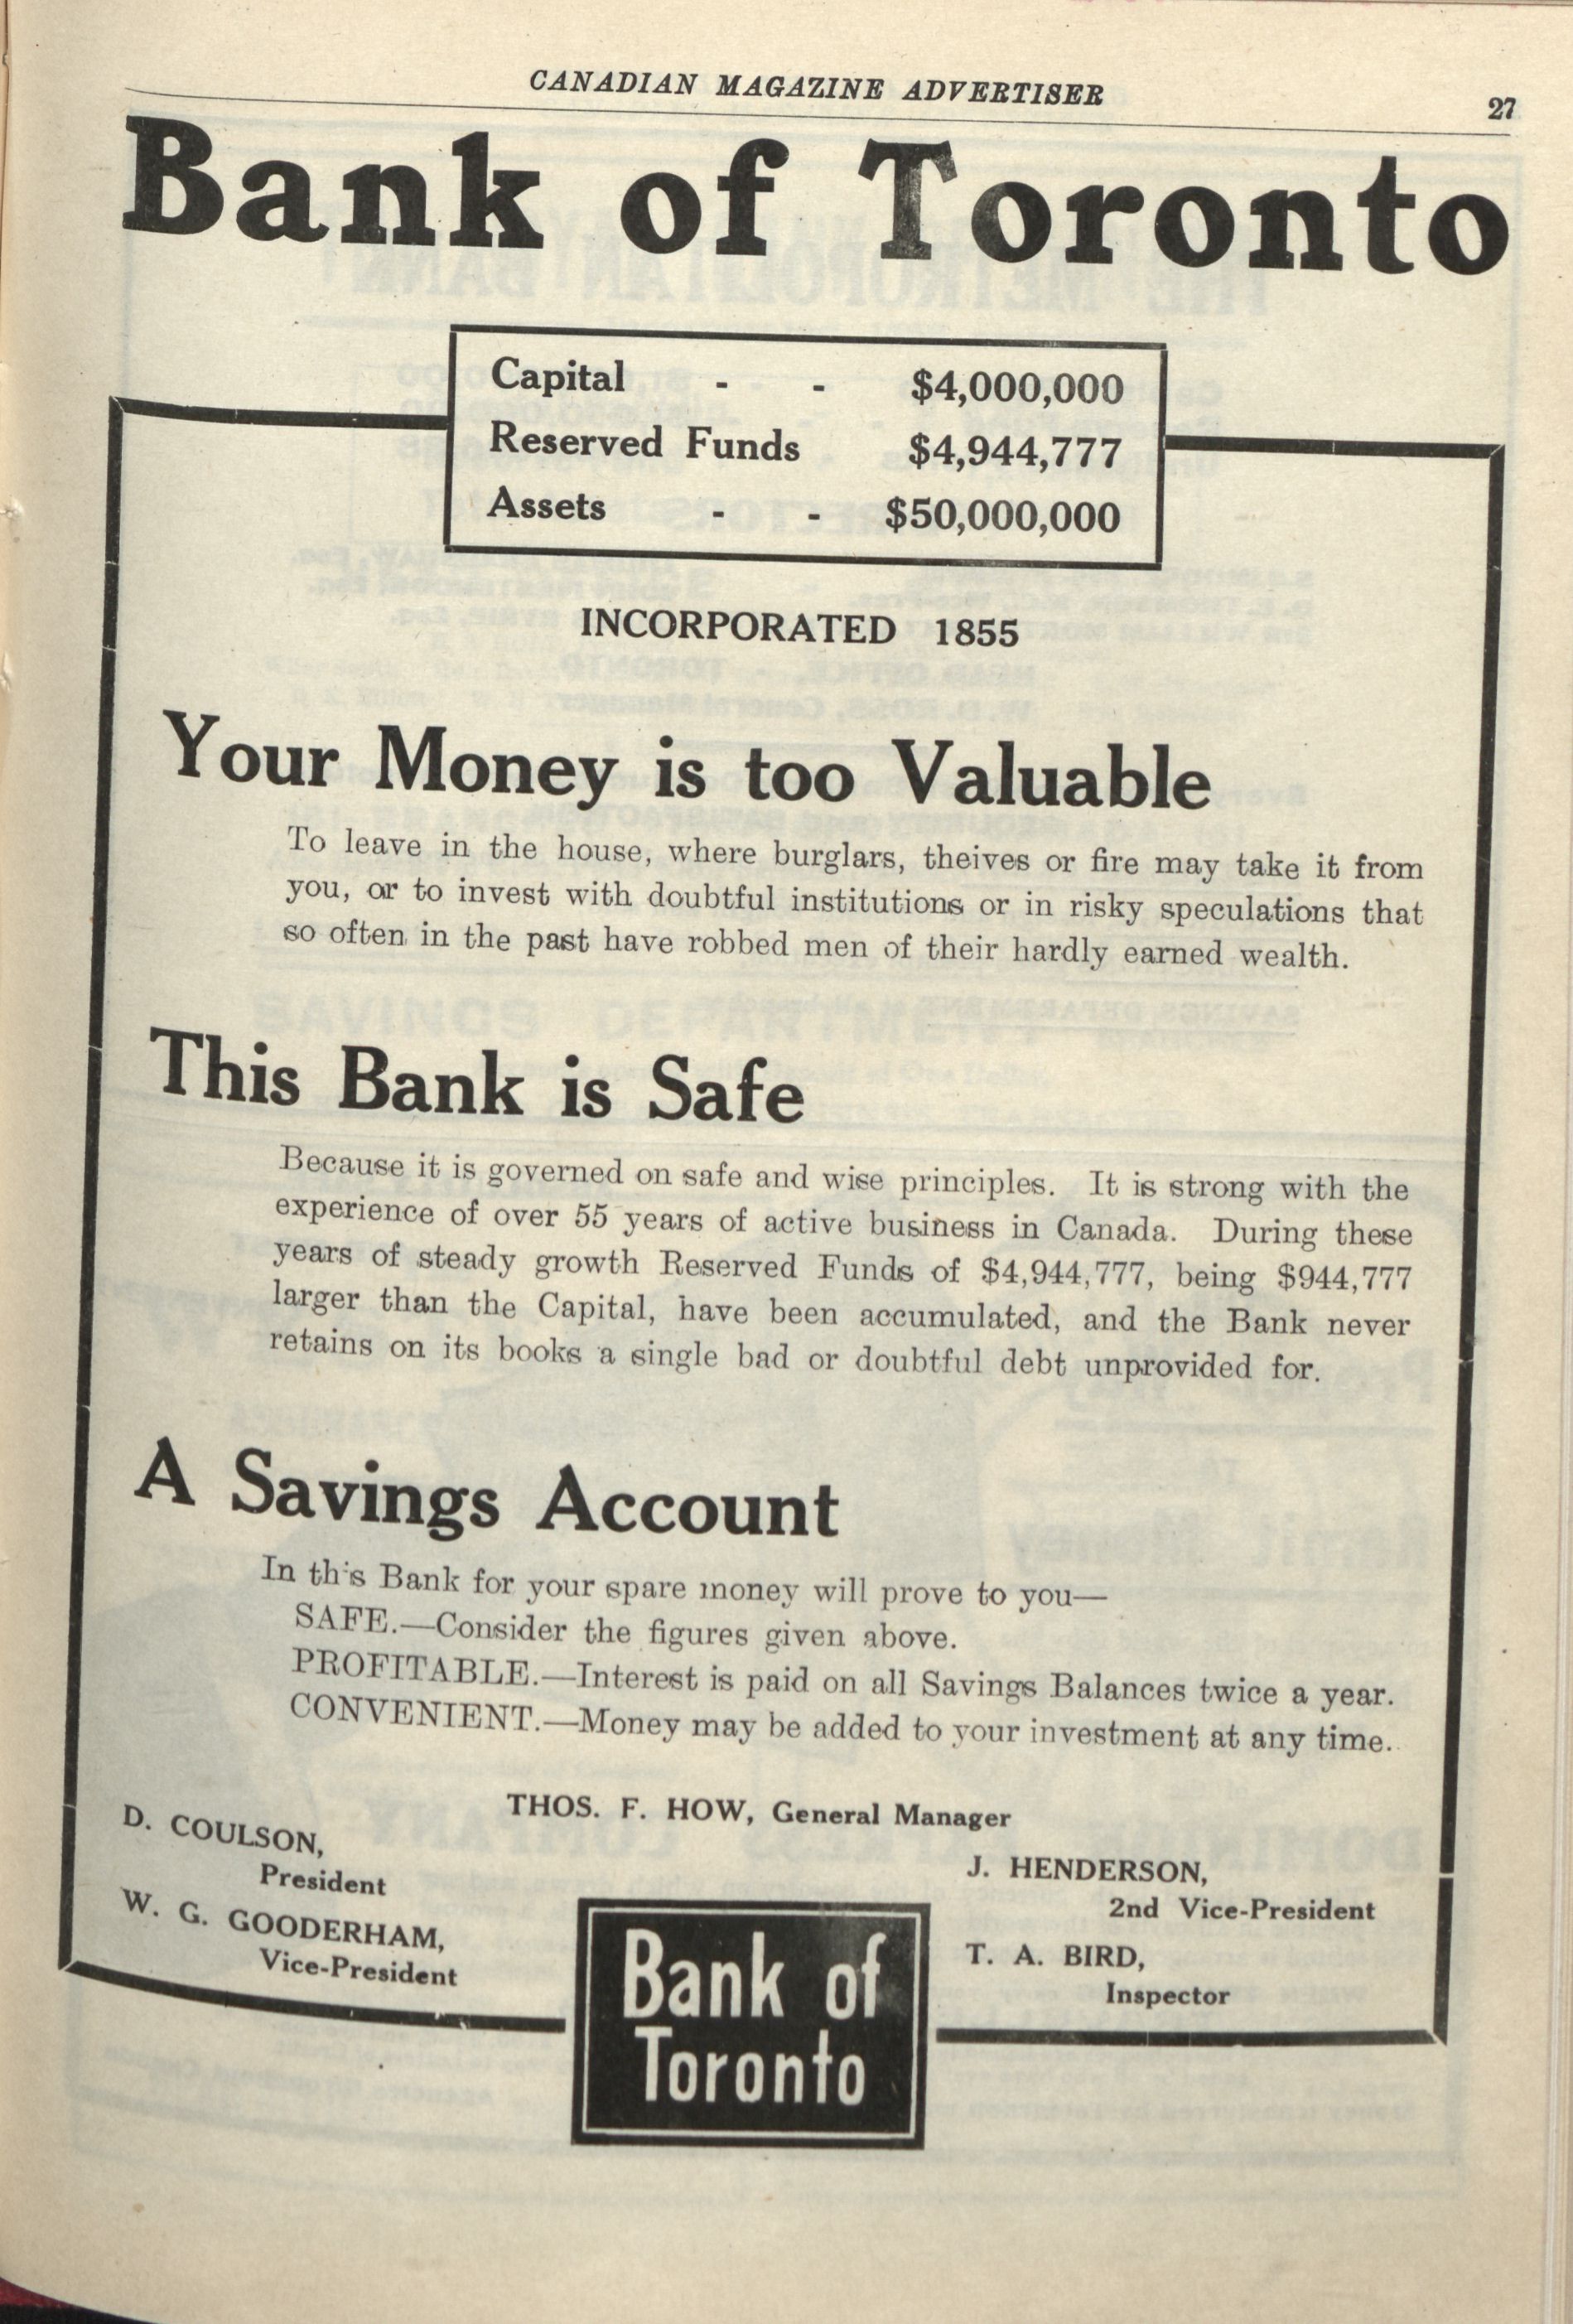 CANADIAN MAGAZINE ADVERTISER
27
Bank of Toronto
Capital - - $4,000,000
Reserved Funds $4,944,777
Assets - - $50,000,000
INCORPORATED 1855
Your Money is too Valuable
To leave in the house, where burglars, theives or fire may take it from
you, or to invest with doubtful institutions or in risky speculations that
so often in the past have robbed men of their hardly earned wealth.
This Bank is Safe
Because it is governed on safe and wise principles. It is strong with the
experience of over 55 years of active business in Canada. During these
years of steady growth Reserved Funds of $4,944,777, being $944,777
larger than the Capital, have been accumulated, and the Bank never
retains on its books a single bad or doubtful debt unprovided for.
A Savings Account
In this Bank for your spare money will prove to you—
SAFE.—Consider the figures given above.
PROFITABLE.—Interest is paid on all Savings Balances twice a year.
CONVENIENT.—Money may be added to your investment at any time.
THOS. F. HOW, General Manager
D. COULSON,
President
W. G. GOODERHAM,
Vice-President
J. HENDERSON,
2nd Vice-President
T. A. BIRD,
Inspector
Bank of
Toronto